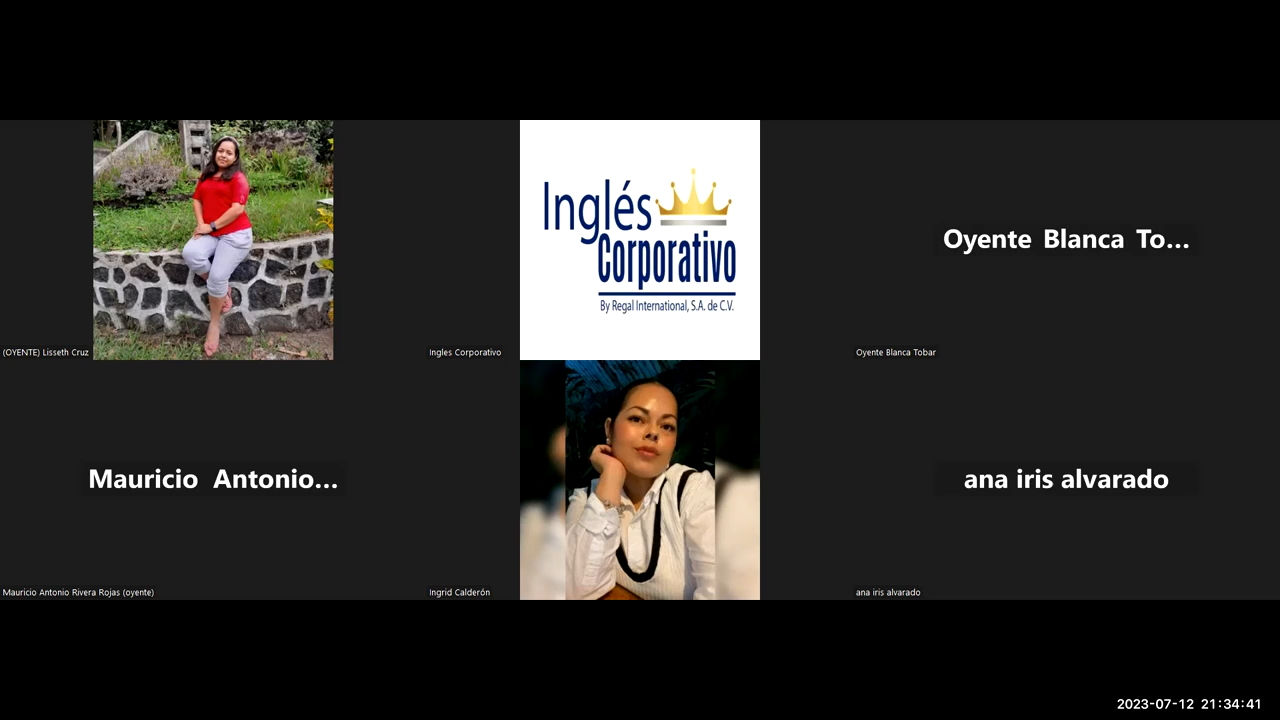 Inglés
Corporativo
By Regal International, S.A. de C.V.
Oyente Blanca To...
(OYENTE) Lisseth Cruz
Ingles Corporativo
Oyente Blanca Tobar
Mauricio Antonio...
ana iris alvarado
Mauricio Antonio Rivera Rojas (oyente)
Ingrid Calderón
ana iris alvarado
2023-07-12 21:34:41